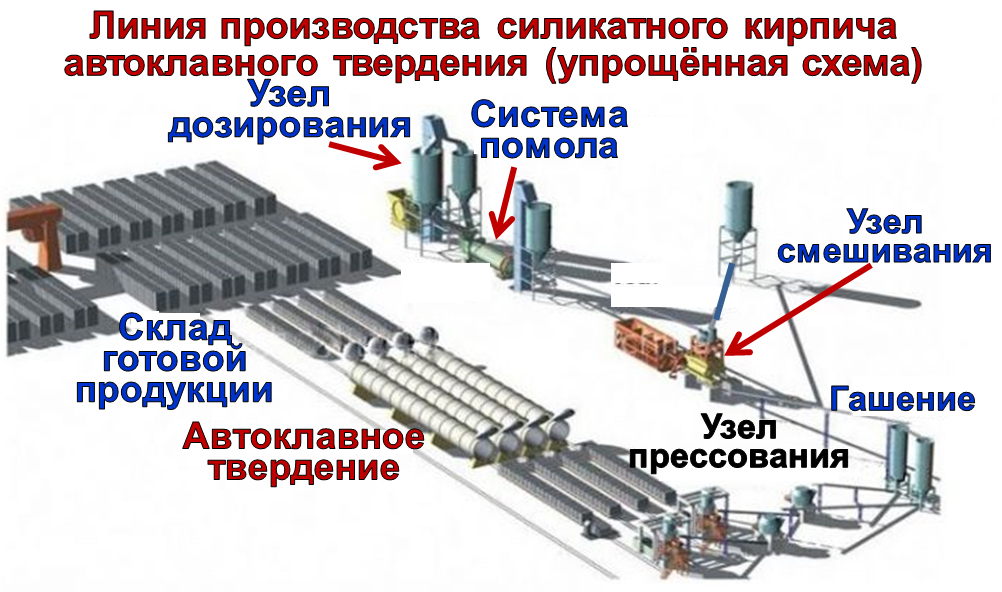 Линия производства силикатного кирпича
автоклавного твердения (упрощённая схема)
Узел
дозирования
Система
помола
Узел
смешивания
Склад
готовой
продукции
Гашение
Автоклавное
твердение
Узел
прессования